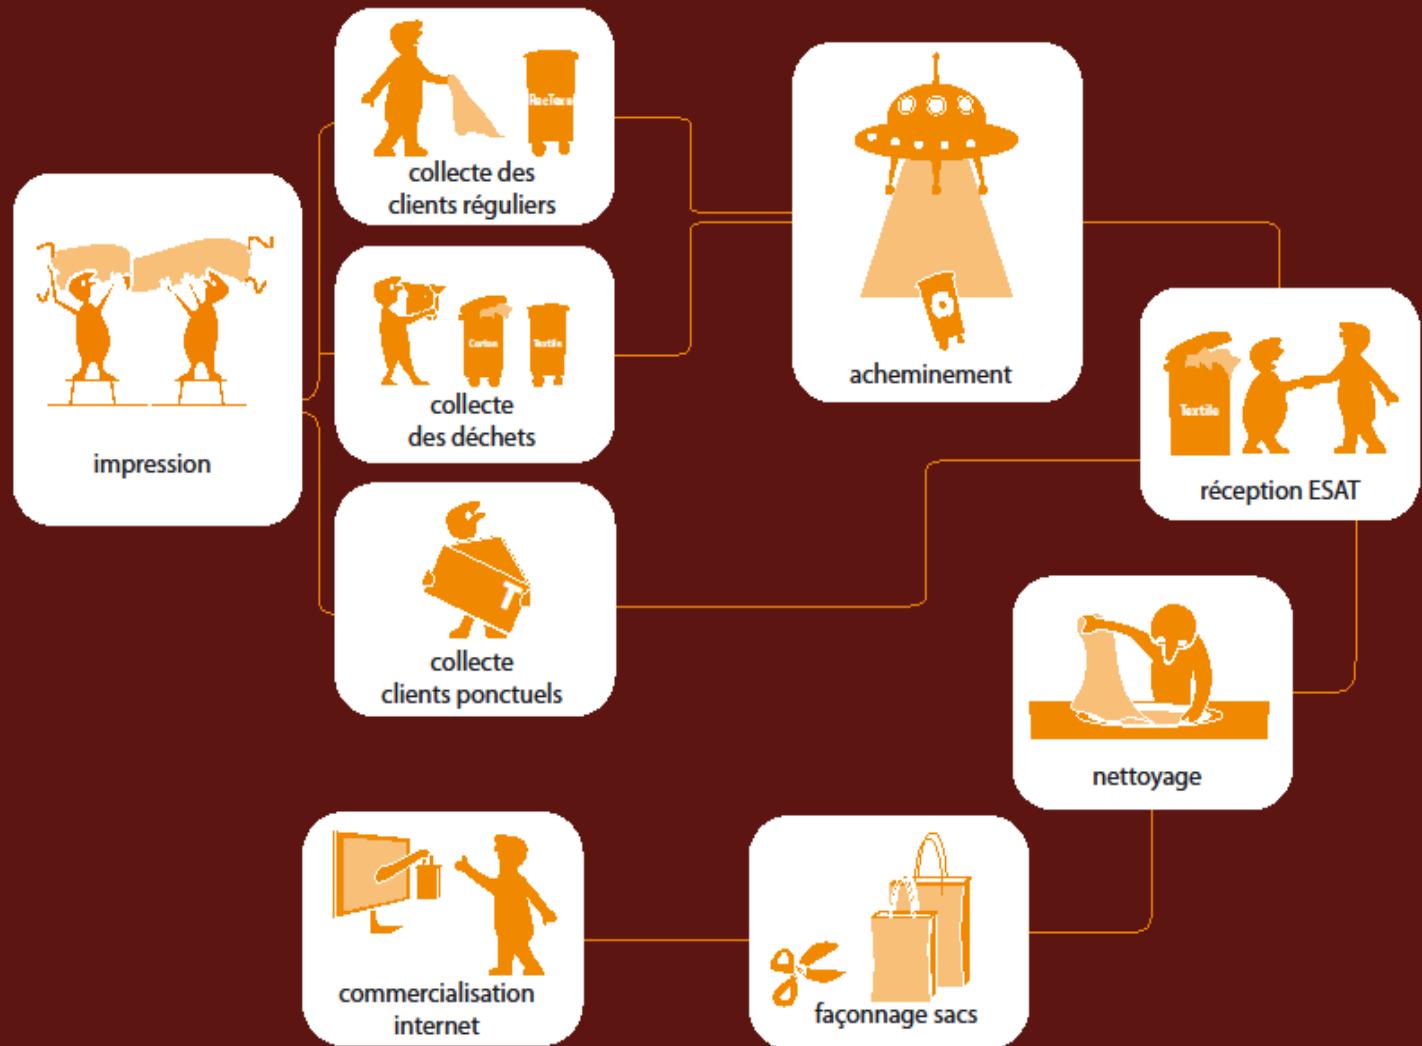 impression
RecTexo
collecte des
clients réguliers
Carton
Textile
collecte
des déchets
T
collecte
clients ponctuels
acheminement
Textile
réception ESAT
nettoyage
façonnage sacs
commercialisation
internet